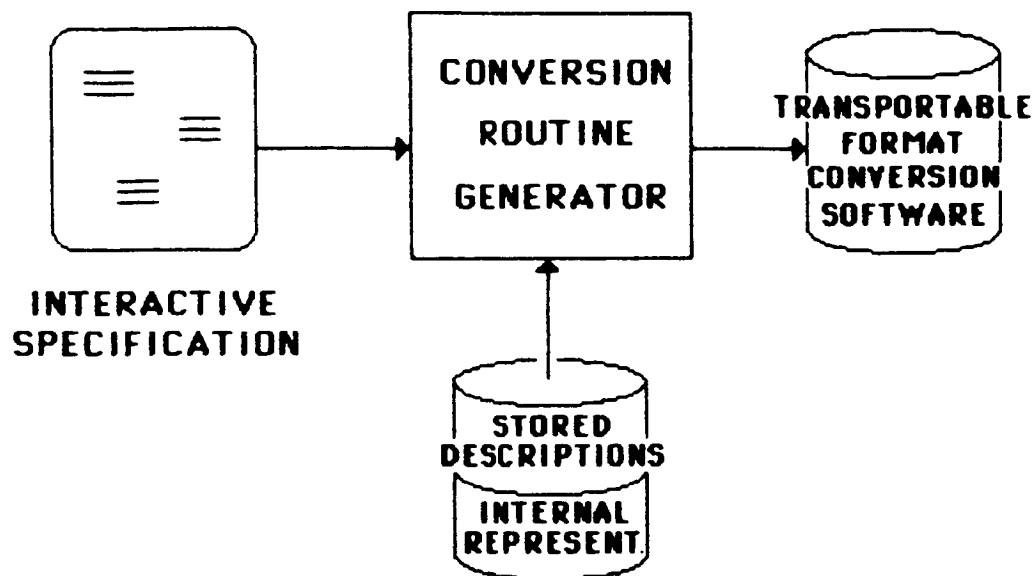 CONVERSION
ROUTINE
GENERATOR
TRANSPORTABLE
FORMAT
CONVERSION
SOFTWARE
INTERACTIVE
SPECIFICATION
STORED
DESCRIPTIONS
INTERNAL
REPRESENT.